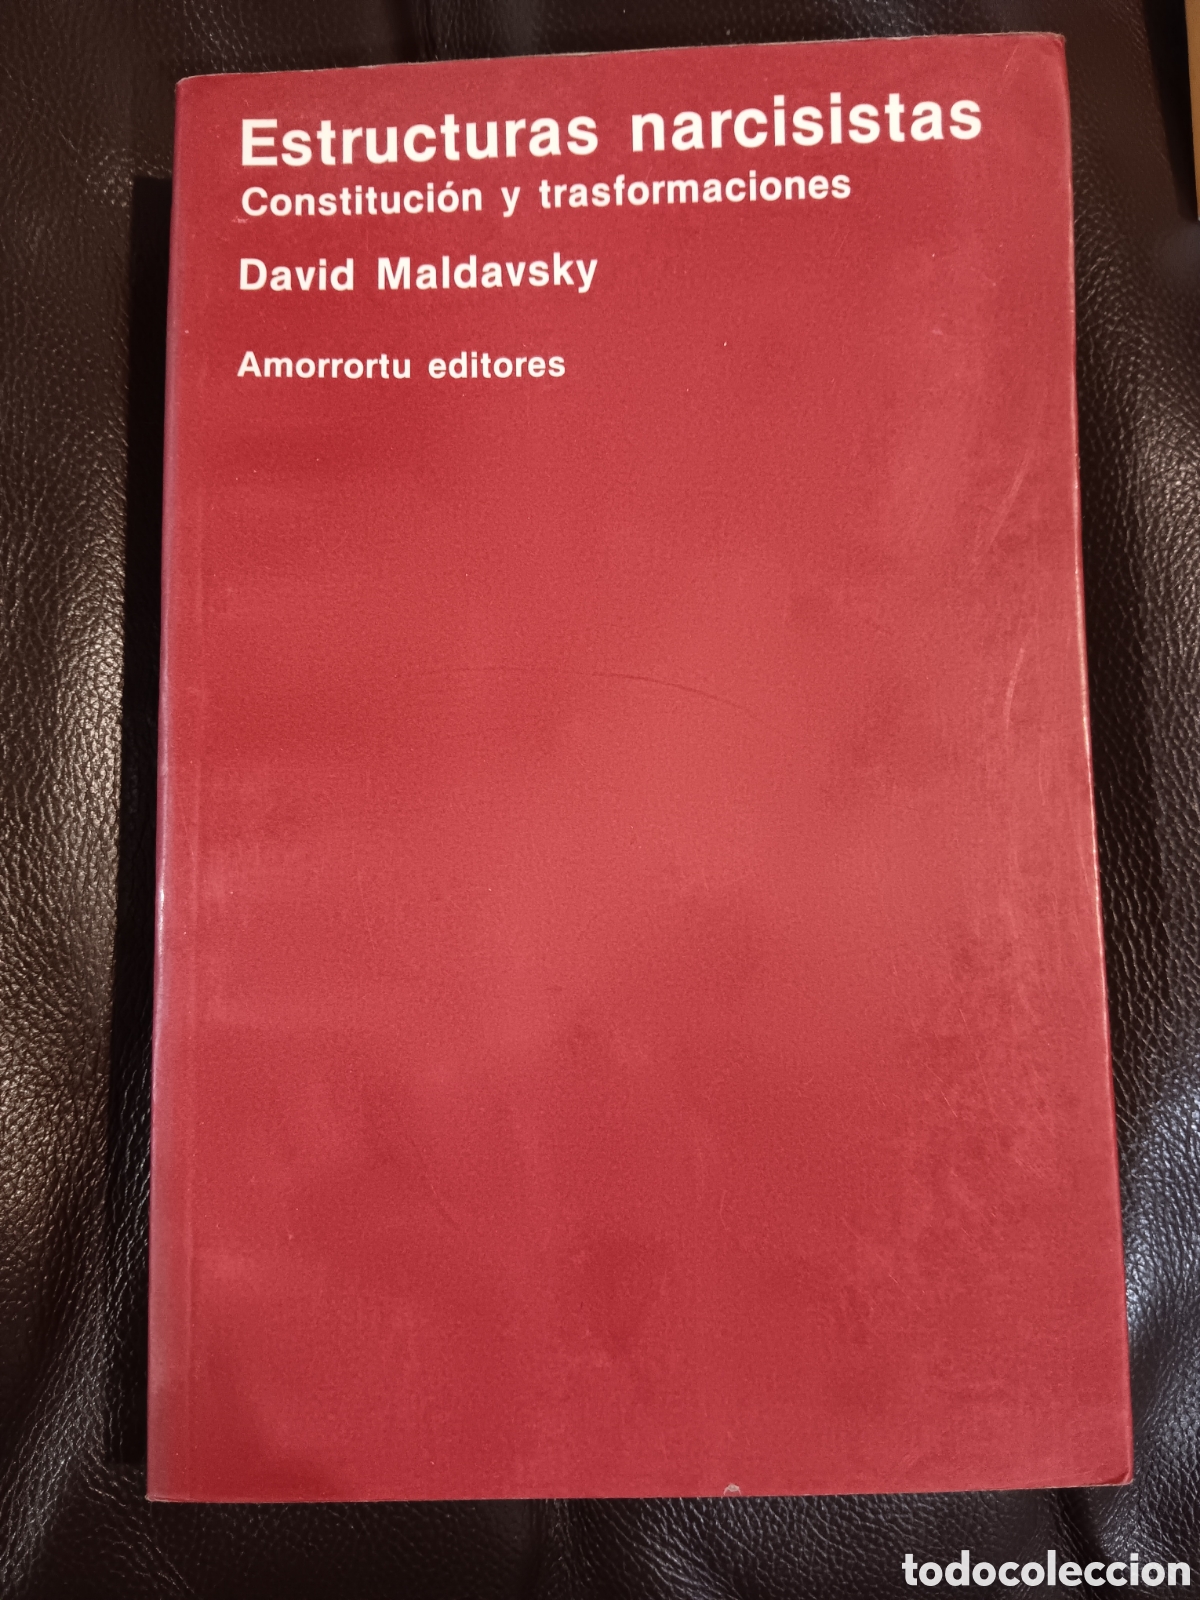 Estructuras narcisistas
Constitución y trasformaciones
David Maldavsky
Amorrortu editores
todocoleccion